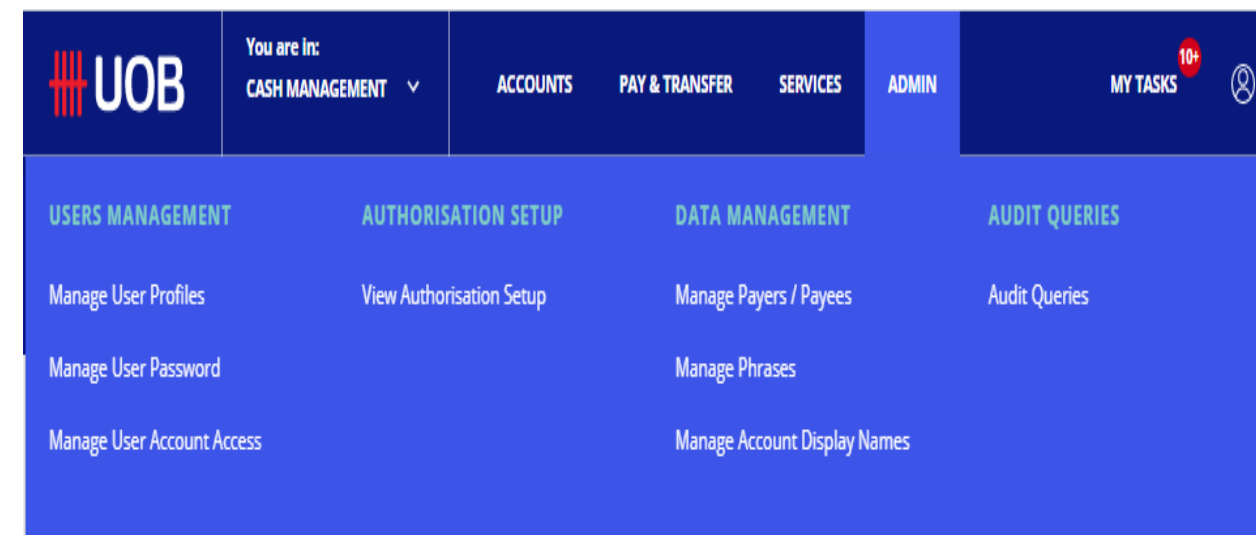 UOB
You are in:
CASH MANAGEMENT
ACCOUNTS PAY & TRANSFER SERVICES ADMIN MY TASKS 10+
USERS MANAGEMENT AUTHORISATION SETUP DATA MANAGEMENT AUDIT QUERIES
Manage User Profiles View Authorisation Setup Manage Payers / Payees Audit Queries
Manage User Password Manage Phrases
Manage User Account Access Manage Account Display Names